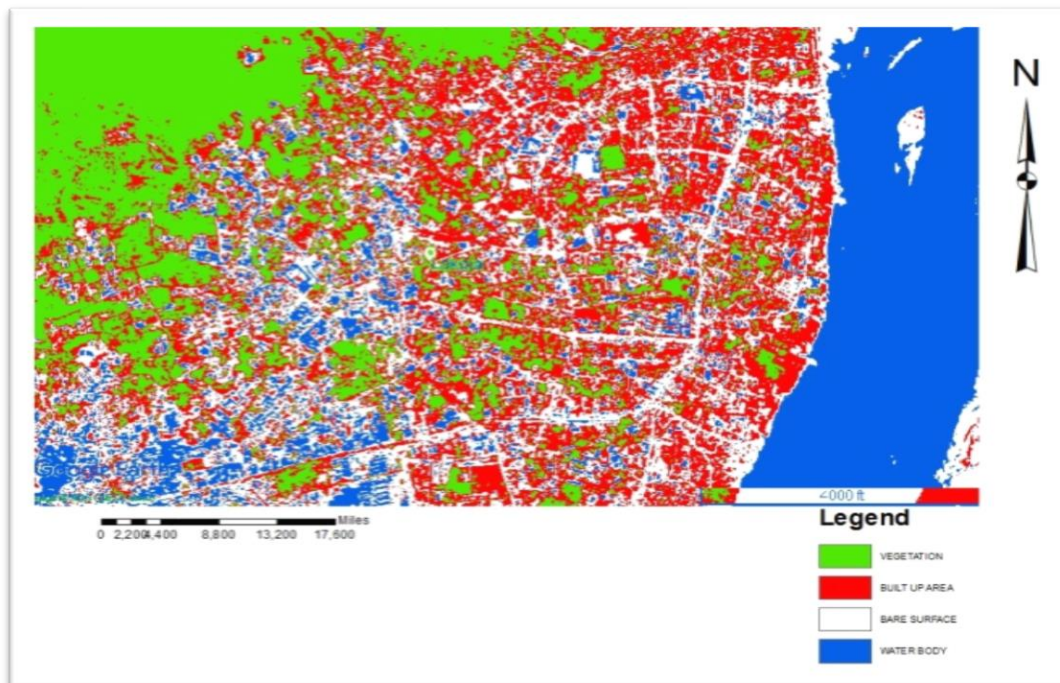 N
Google Earth
4000 ft
Miles
0 2,200 4,400 8,800 13,200 17,600
Legend
VEGETATION
BUILT UP AREA
BARE SURFACE
WATER BODY